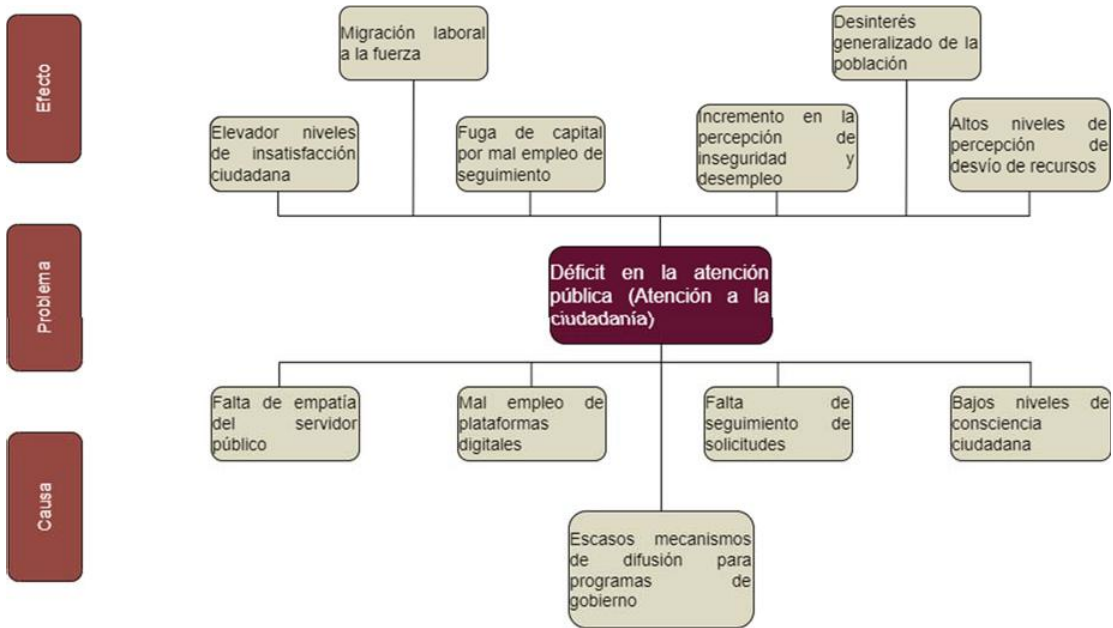 Efecto
Migración laboral
a la fuerza
Desinterés
generalizado de la
población
Elevador niveles
de insatisfacción
ciudadana
Fuga de capital
por mal empleo de
seguimiento
Incremento en la
percepción de
inseguridad y
desempleo
Altos niveles de
percepción de
desvío de recursos
Problema
Déficit en la atención
pública (Atención a la
ciudadanía)
Causa
Falta de empatía
del servidor
público
Mal empleo de
plataformas
digitales
Falta de
seguimiento de
solicitudes
Bajos niveles de
consciencia
ciudadana
Escasos mecanismos
de difusión para
programas de
gobierno